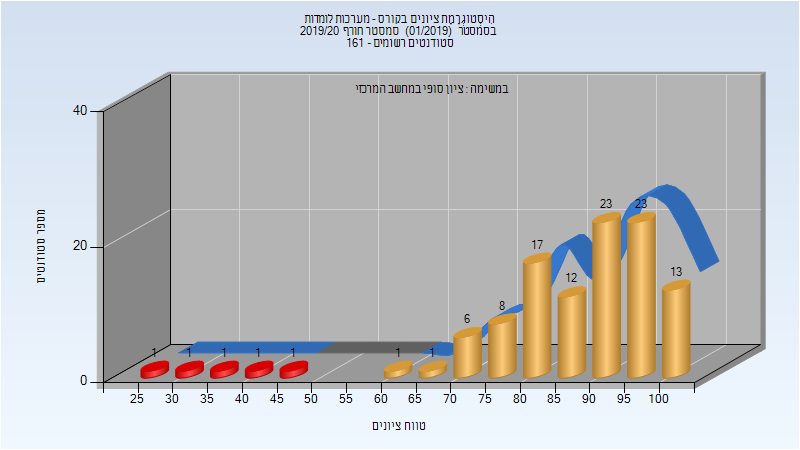 היסטוגרמת ציונים בקורס - מערכות לומדות
בסמסטר (01/2019) סמסטר חורף 2019/20
סטודנטים רשומים - 161
במשימה : ציון סופי במחשב המרכזי
מספר סטודנטים
40
20
0
1 1 1 1 1 1 1 6 8 17 12 23 23 13
25 30 35 40 45 50 55 60 65 70 75 80 85 90 95 100
טווח ציונים